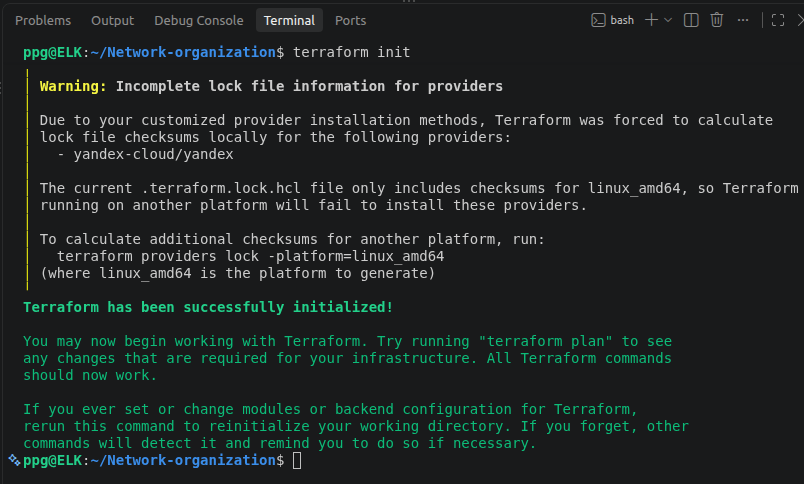 Problems Output Debug Console Terminal Ports bash
ppg@ELK:~/Network-organization$ terraform init
Warning: Incomplete lock file information for providers
Due to your customized provider installation methods, Terraform was forced to calculate
lock file checksums locally for the following providers:
- yandex-cloud/yandex
The current .terraform.lock.hcl file only includes checksums for linux_amd64, so Terraform
running on another platform will fail to install these providers.
To calculate additional checksums for another platform, run:
terraform providers lock -platform=linux_amd64
(where linux_amd64 is the platform to generate)
Terraform has been successfully initialized!
You may now begin working with Terraform. Try running "terraform plan" to see
any changes that are required for your infrastructure. All Terraform commands
should now work.
If you ever set or change modules or backend configuration for Terraform,
rerun this command to reinitialize your working directory. If you forget, other
commands will detect it and remind you to do so if necessary.
ppg@ELK:~/Network-organization$